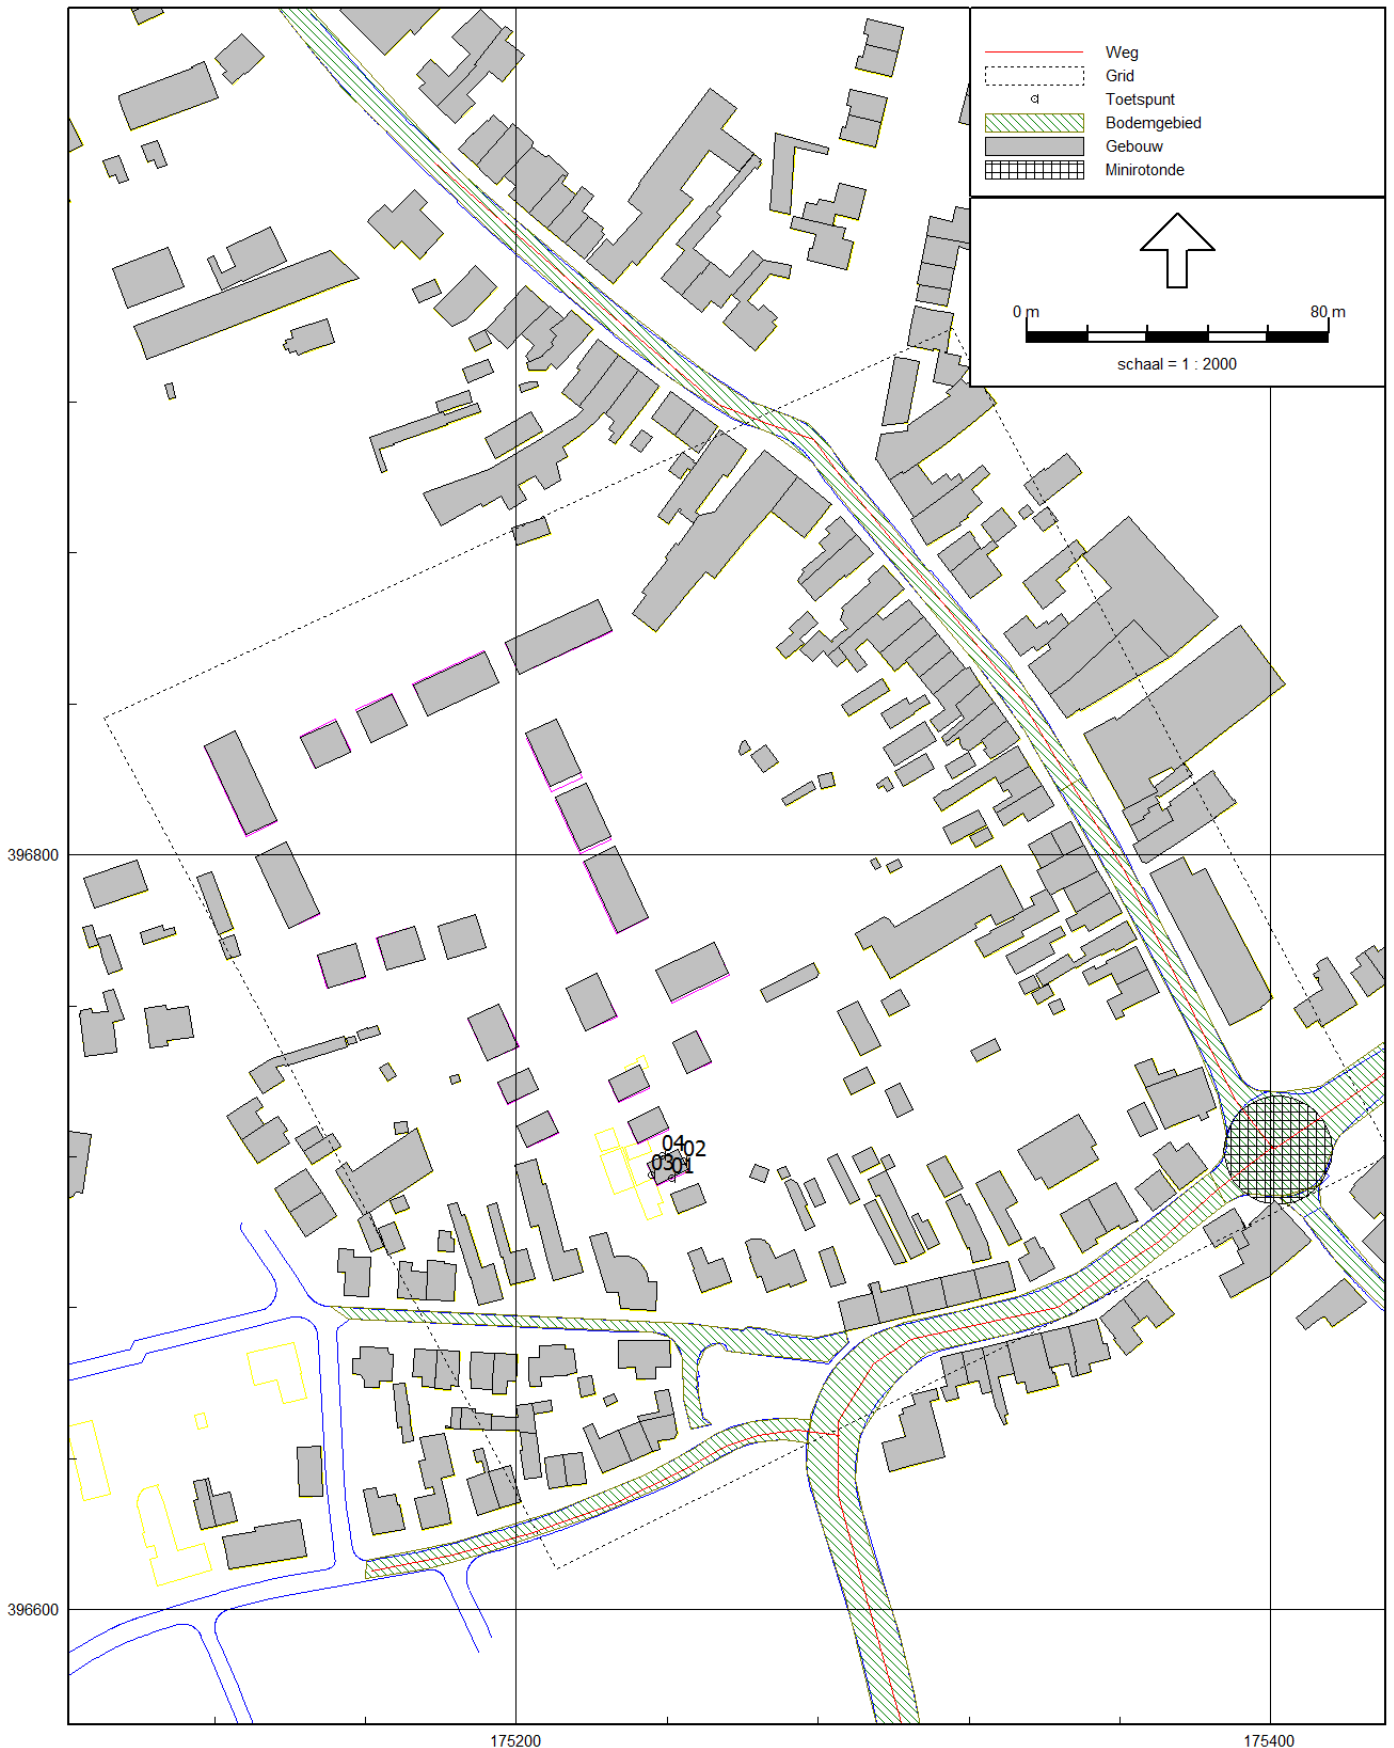 Weg
Grid
Toetspunt
Bodemgebied
Gebouw
Minirotonde
0 m 80 m
schaal = 1 : 2000
396800
04
02
03
01
396600
175200 175400